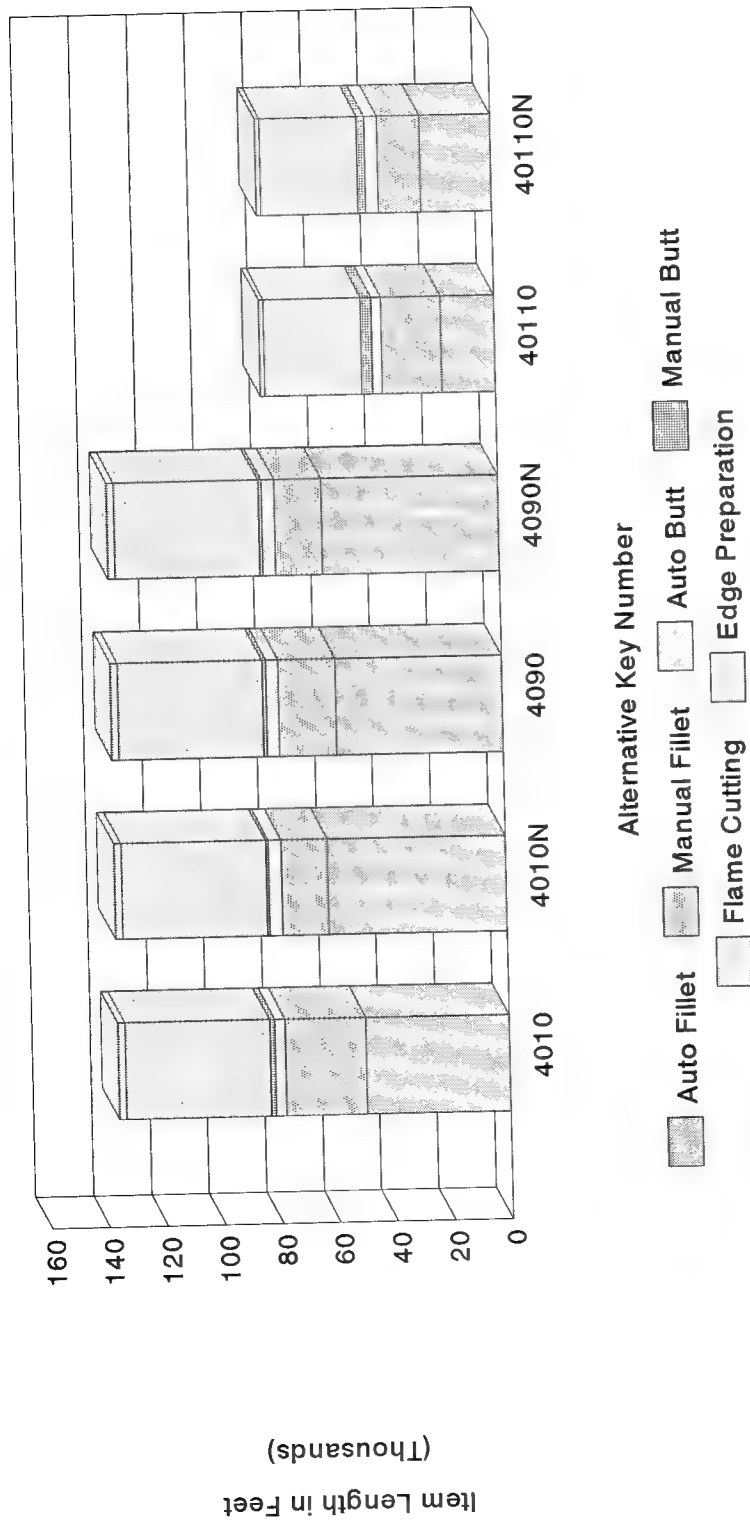 Item Length in Feet
(Thousands)
160
140
120
100
80
60
40
20
0
4010
4010N
4090
4090N
40110
40110N
Alternative Key Number
Auto Fillet Manual Fillet Auto Butt Manual Butt
Flame Cutting Edge Preparation